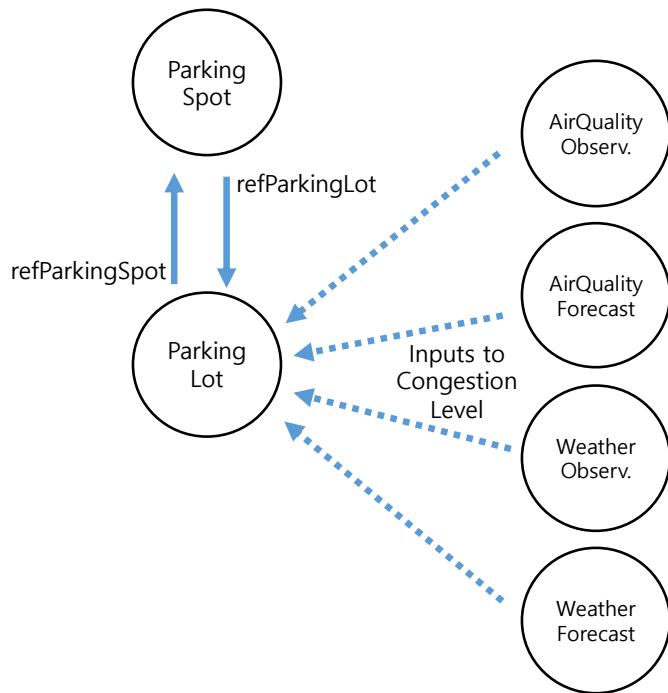 Parking
Spot
refParkingLot
refParkingSpot
Parking
Lot
AirQuality
Observ.
AirQuality
Forecast
Inputs to
Congestion
Level
Weather
Observ.
Weather
Forecast